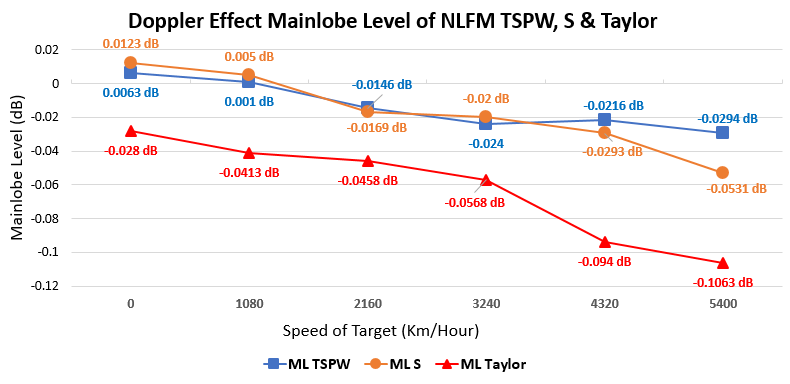 Doppler Effect Mainlobe Level of NLFM TSPW, S & Taylor
0.02
0
-0.02
-0.04
-0.06
-0.08
-0.1
-0.12
Mainlobe Level (dB)
0.0123 dB
0.005 dB
0.0063 dB
0.001 dB
-0.0146 dB
-0.0169 dB
-0.02 dB
-0.024
-0.0216 dB
-0.0293 dB
-0.0294 dB
-0.0531 dB
-0.028 dB
-0.0413 dB
-0.0458 dB
-0.0568 dB
-0.094 dB
-0.1063 dB
0 1080 2160 3240 4320 5400
Speed of Target (Km/Hour)
ML TSPW ML S ML Taylor